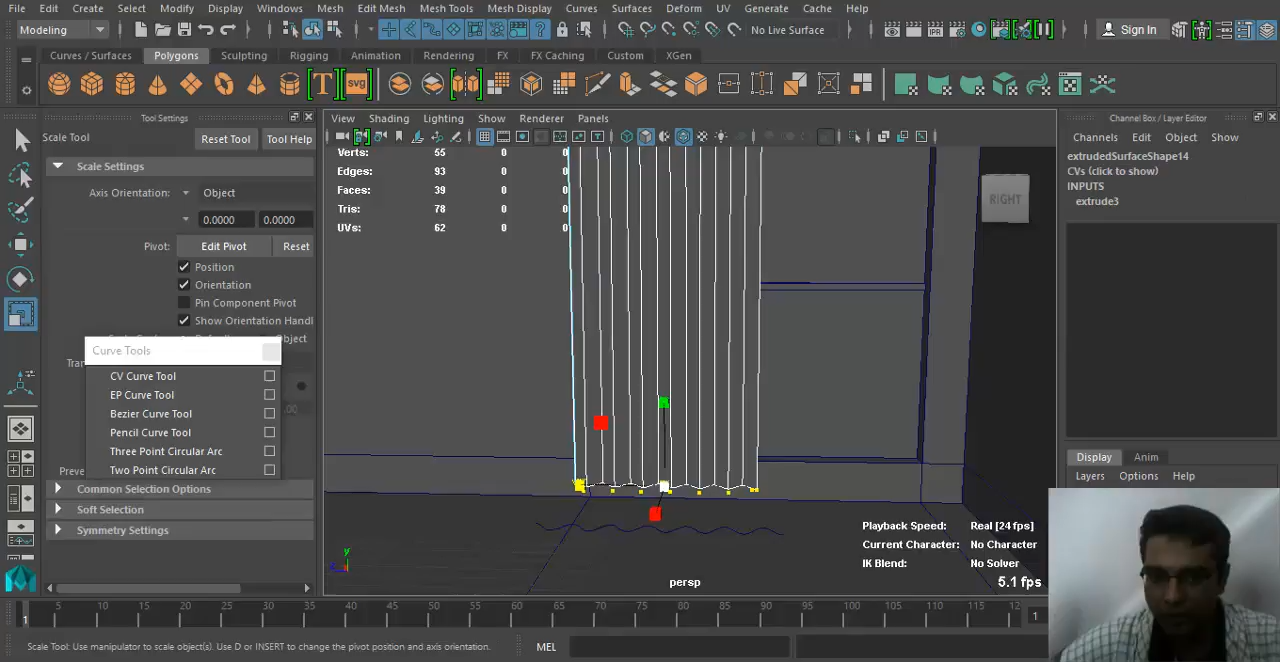 File Edit Create Select Modify Display Windows Mesh Edit Mesh Mesh Tools Mesh Display Curves Surfaces Deform UV Generate Cache Help
Modeling No Live Surface Sign In
Curves / Surfaces Polygons Sculpting Rigging Animation Rendering FX FX Caching Custom XGen
T svg
Tool Settings
Scale Tool Reset Tool Tool Help
Scale Settings
Axis Orientation: Object
0.0000 0.0000
Pivot: Edit Pivot Reset
Position
Orientation
Pin Component Pivot
Show Orientation Handl
Object
Tran
Curve Tools
CV Curve Tool
EP Curve Tool
Bezier Curve Tool
Pencil Curve Tool
Three Point Circular Arc
Two Point Circular Arc
.00
Preve
Common Selection Options
Soft Selection
Symmetry Settings
View Shading Lighting Show Renderer Panels
Verts: 55 0 0
Edges: 93 0 0
Faces: 39 0 0
Tris: 78 0 0
UVs: 62 0 0
RIGHT
Playback Speed: Real [24 fps]
Current Character: No Character
IK Blend: No Solver
5.1 fps
persp
y
Channel Box / Layer Editor
Channels Edit Object Show
extrudedSurfaceShape14
CVs (click to show)
INPUTS
extrude3
Display Anim
Layers Options Help
1 5 10 15 20 25 30 35 40 45 50 55 60 65 70 75 80 85 90 95 100 105 110 115 12 1
Scale Tool: Use manipulator to scale object(s). Use D or INSERT to change the pivot position and axis orientation. MEL